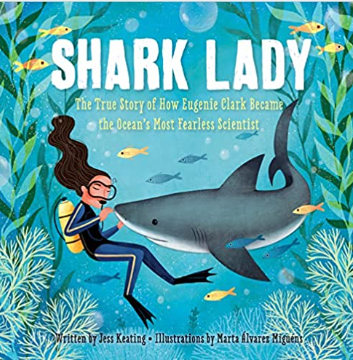 SHARK LADY
The True Story of How Eugenie Clark Became
the Ocean's Most Fearless Scientist
Written by Jess Keating • Illustrations by Marta Álvarez Miguéns